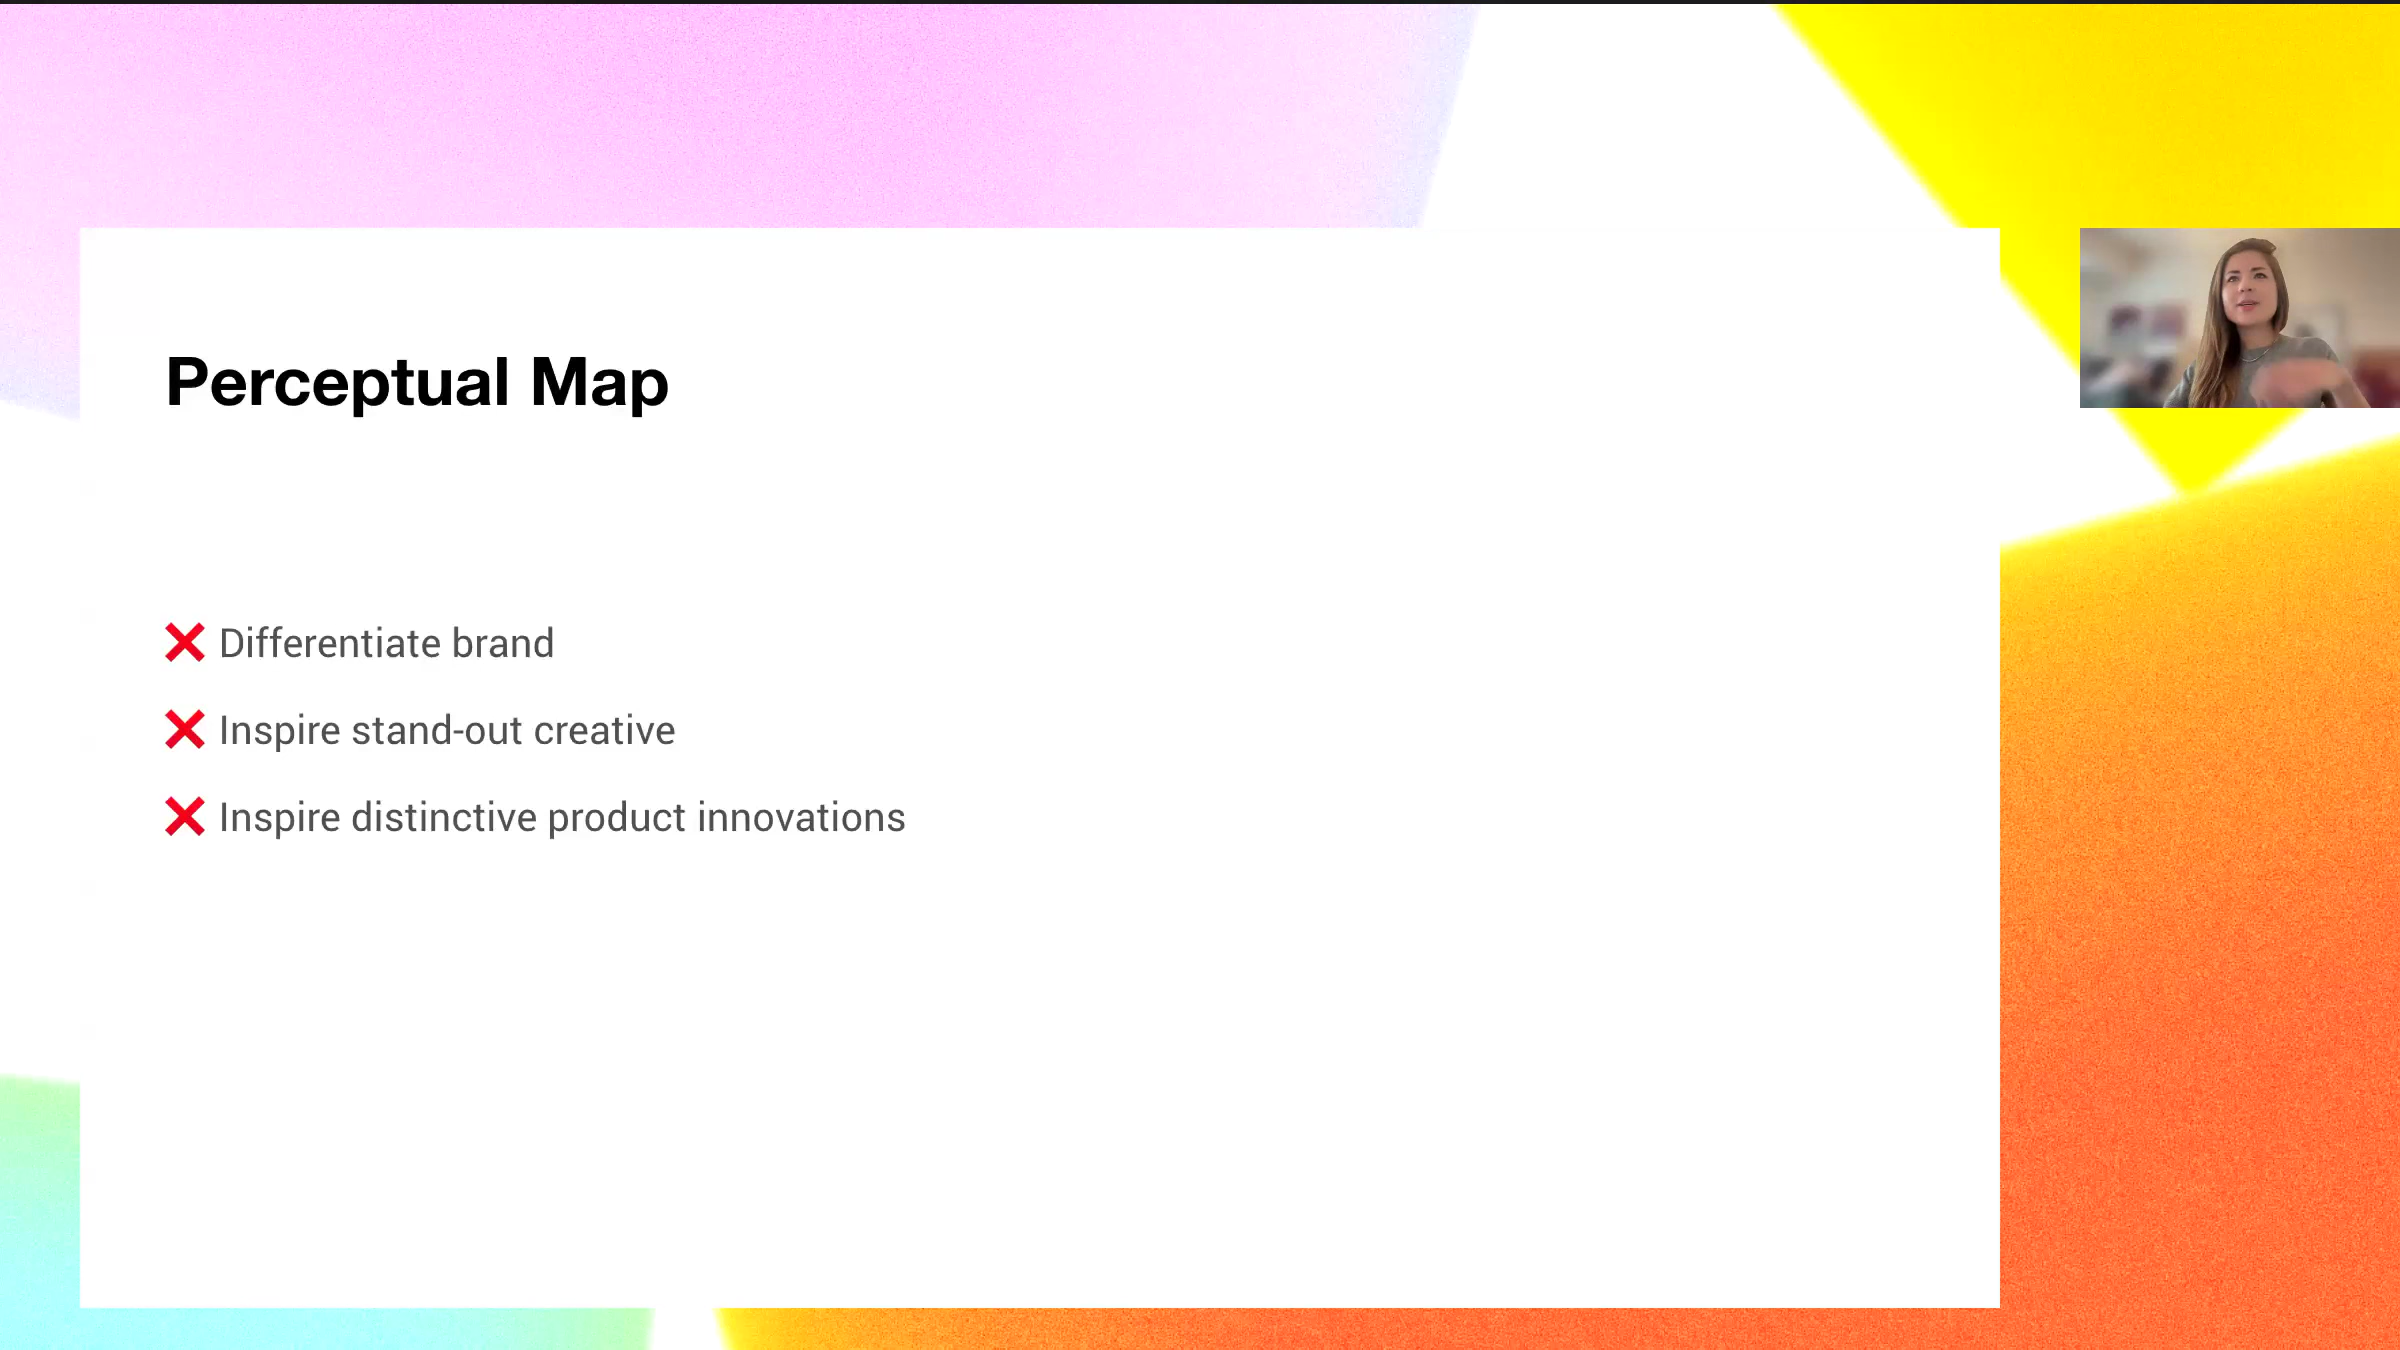 Perceptual Map
❌ Differentiate brand
❌ Inspire stand-out creative
❌ Inspire distinctive product innovations